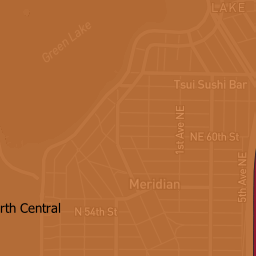 LAKE
Green Lake
Tsui Sushi Bar
1st Ave NE
NE 60th St
5th Ave NE
Meridian
rth Central
N 54th St